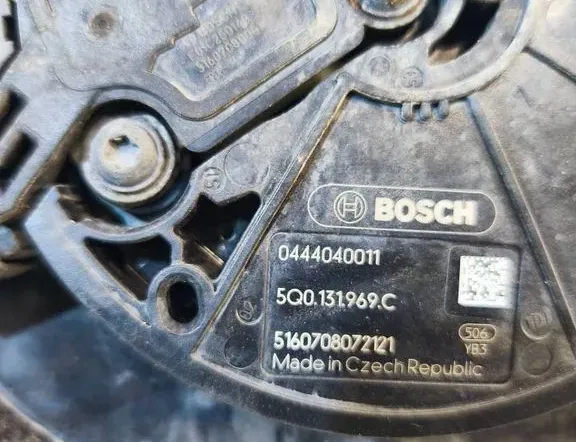 BOSCH
0444040011
5Q0.131.969.C
5160708072121
506
YB3
Made in Czech Republic